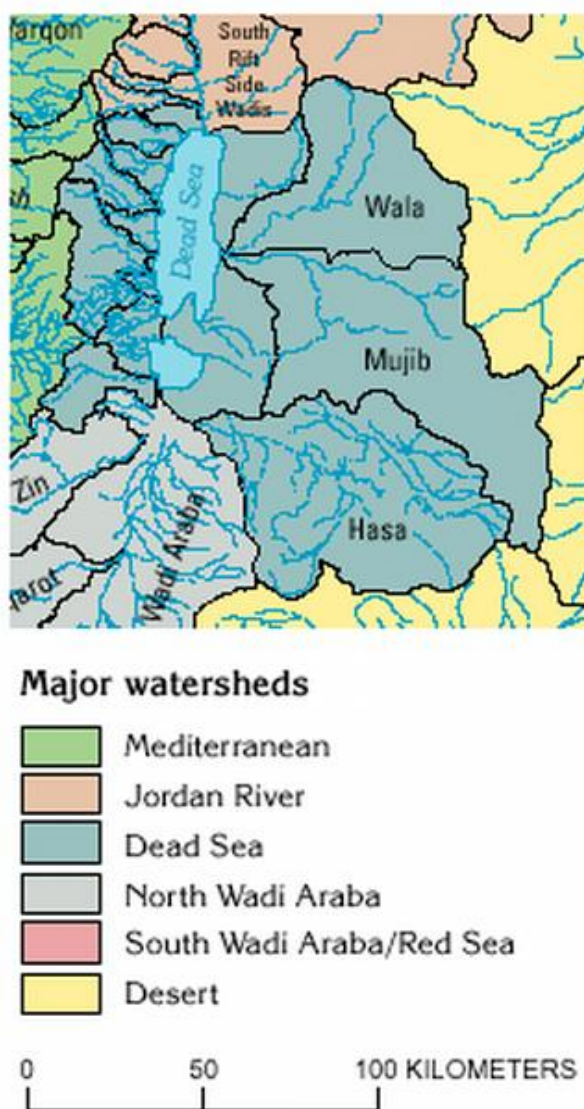 South
Rift
Side
Wadis
Dead Sea
Wala
Mujib
Hasa
Zin
Wadi Araba
Major watersheds
Mediterranean
Jordan River
Dead Sea
North Wadi Araba
South Wadi Araba/Red Sea
Desert
0 50 100 KILOMETERS